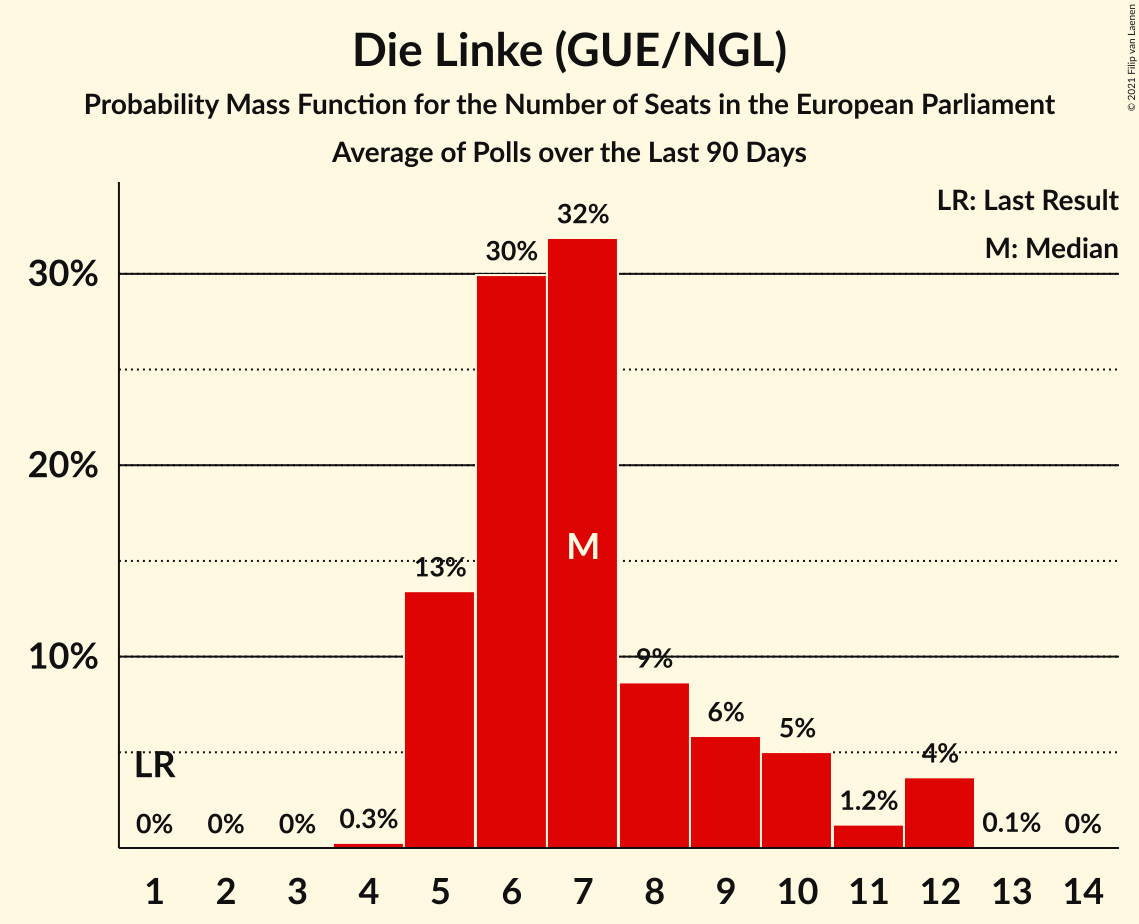 Die Linke (GUE/NGL)
Probability Mass Function for the Number of Seats in the European Parliament
Average of Polls over the Last 90 Days
© 2021 Filip van Laenen
LR: Last Result
M: Median
30%
20%
10%
LR
0%
0%
0%
0.3%
13%
30%
32%
M
9%
6%
5%
1.2%
4%
0.1%
0%
1 2 3 4 5 6 7 8 9 10 11 12 13 14